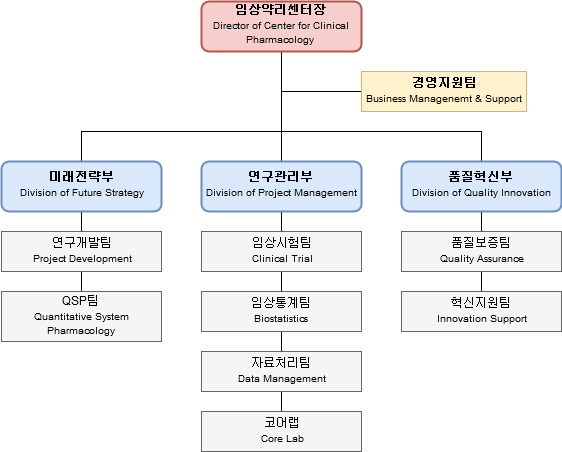 임상약리센터장
Director of Center for Clinical
Pharmacology
경영지원팀
Business Managenemt & Support
미래전략부
Division of Future Strategy
연구관리부
Division of Project Management
품질혁신부
Division of Quality Innovation
연구개발팀
Project Development
임상시험팀
Clinical Trial
품질보증팀
Quality Assurance
QSP팀
Quantitative System
Pharmacology
임상통계팀
Biostatistics
혁신지원팀
Innovation Support
자료처리팀
Data Management
코어랩
Core Lab